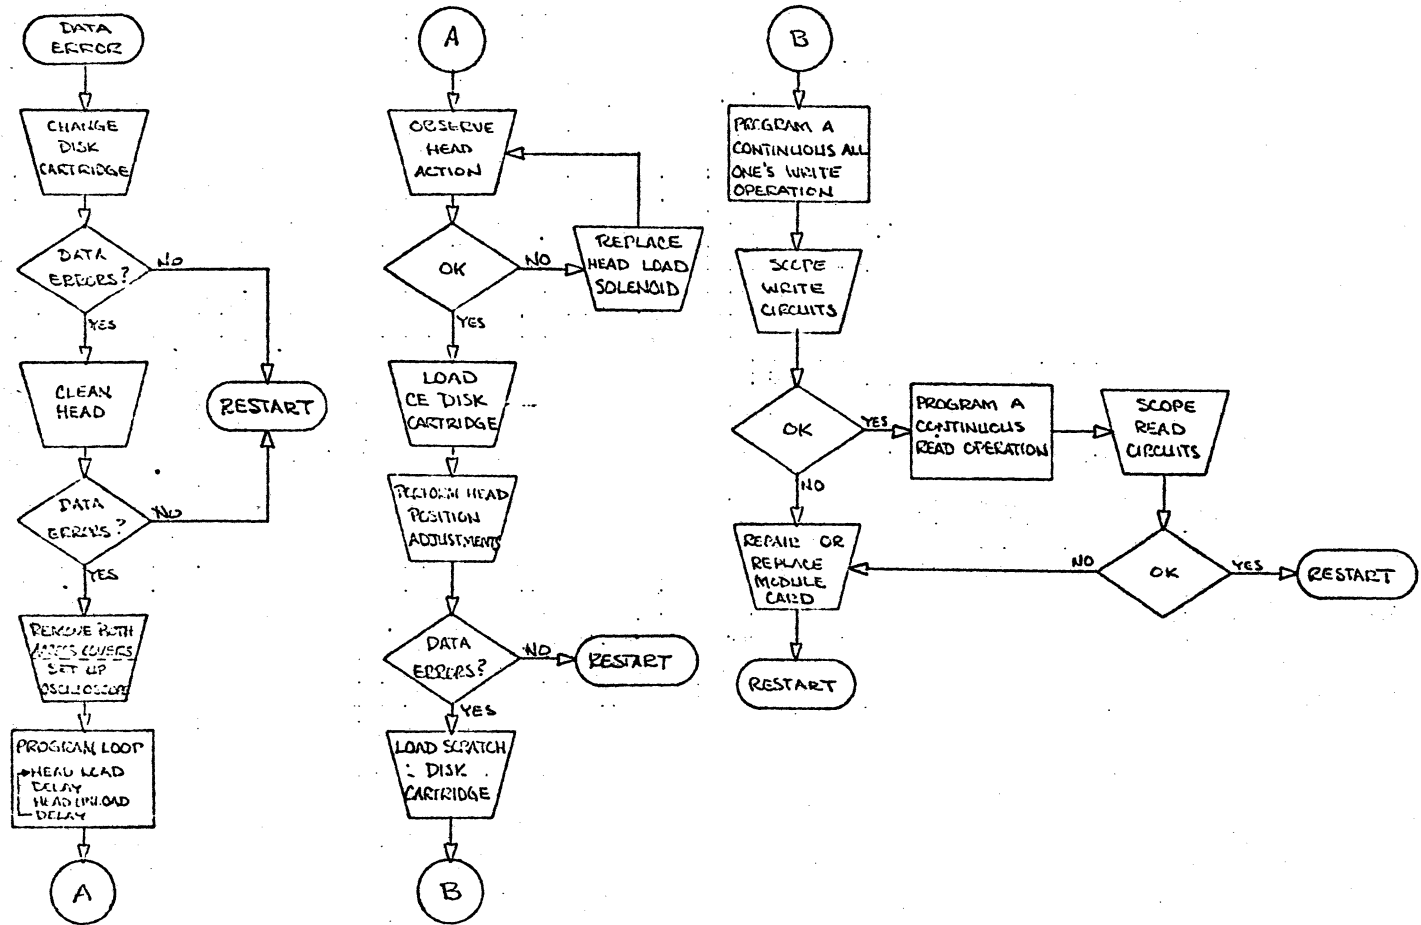 DATA
ERROR
CHANGE
DISK
CARTRIDGE
DATA
ERRORS?
NO
YES
CLEAN
HEAD
RESTART
DATA
ERRORS?
NO
YES
REMOVE BOTH
ACCESS COVERS
SET UP
OSCILLOSCOPE
PROGRAM LOOP
HEAD LOAD
DELAY
HEAD UNLOAD
DELAY
A
A
OBSERVE
HEAD
ACTION
OK
NO
REPLACE
HEAD LOAD
SOLENOID
YES
LOAD
CE DISK
CARTRIDGE
PERFORM HEAD
POSITION
ADJUSTMENTS
DATA
ERRORS?
NO
RESTART
YES
LOAD SCRATCH
DISK
CARTRIDGE
B
B
PROGRAM A
CONTINUOUS ALL
ONE'S WRITE
OPERATION
SCOPE
WRITE
CIRCUITS
OK
YES
PROGRAM A
CONTINUOUS
READ OPERATION
SCOPE
READ
CIRCUITS
NO
REPAIR OR
REPLACE
MODULE
CARD
NO
OK
YES
RESTART
RESTART